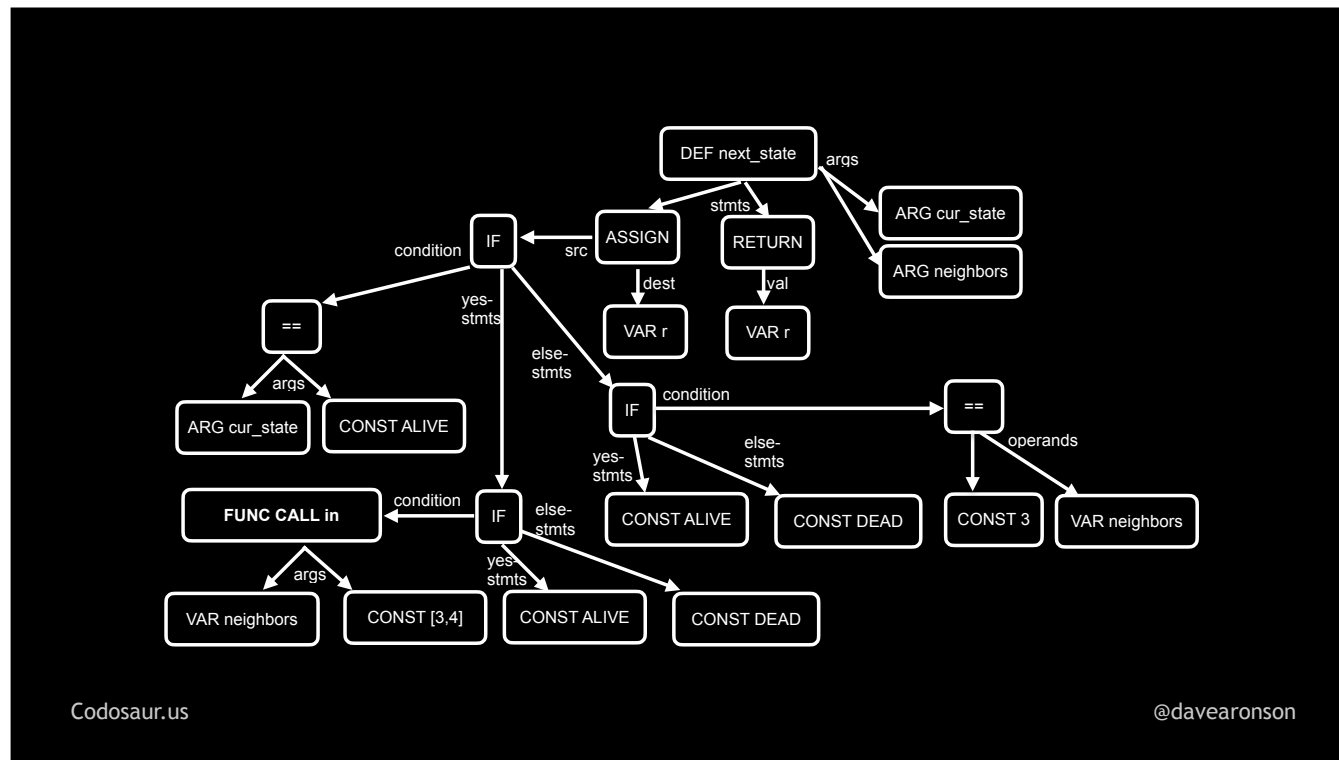 DEF next_state
args
ARG cur_state
stmts
IF
ASSIGN
RETURN
condition
src
ARG neighbors
dest
val
yes-
stmts
==
VAR r
VAR r
else-
stmts
args
condition
IF
==
ARG cur_state
CONST ALIVE
operands
yes-
stmts
else-
stmts
condition
FUNC CALL in
IF
else-
stmts
CONST ALIVE
CONST DEAD
CONST 3
VAR neighbors
yes-
stmts
args
VAR neighbors
CONST [3,4]
CONST ALIVE
CONST DEAD
Codosaur.us
@davearonson